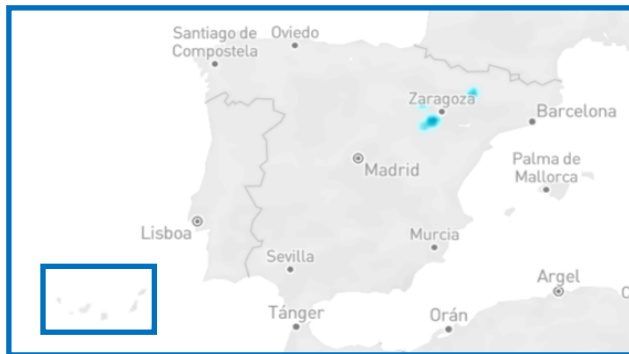 Santiago de
Compostela
Oviedo
Zaragoza
Barcelona
Madrid
Palma de
Mallorca
Lisboa
Murcia
Sevilla
Argel
Tánger
Orán